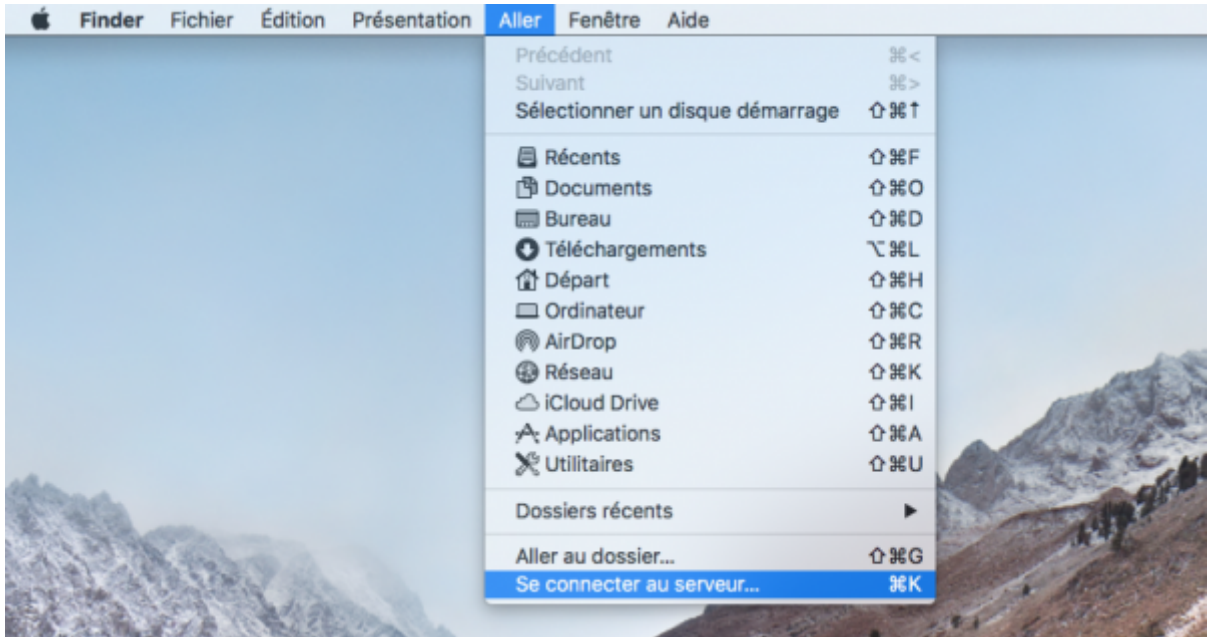 Finder Fichier Édition Présentation Aller Fenêtre Aide
Précédent ⌘<
Suivant ⌘>
Sélectionner un disque démarrage ⇧⌘↑
Récents ⇧⌘F
Documents ⇧⌘O
Bureau ⇧⌘D
Téléchargements ⌥⌘L
Départ ⇧⌘H
Ordinateur ⇧⌘C
AirDrop ⇧⌘R
Réseau ⇧⌘K
iCloud Drive ⇧⌘I
Applications ⇧⌘A
Utilitaires ⇧⌘U
Dossiers récents ▶
Aller au dossier... ⇧⌘G
Se connecter au serveur... ⌘K